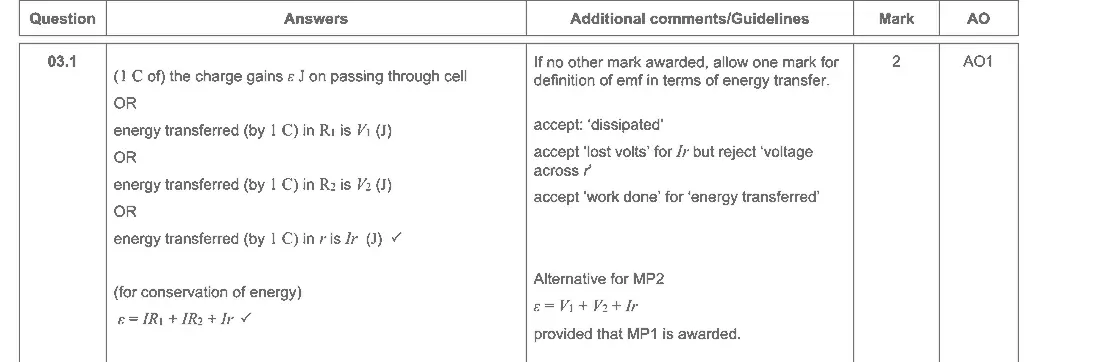 Question Answers Additional comments/Guidelines Mark AO
03.1
(1 C of) the charge gains ε J on passing through cell
OR
energy transferred (by 1 C) in R₁ is V₁ (J)
OR
energy transferred (by 1 C) in R₂ is V₂ (J)
OR
energy transferred (by 1 C) in r is Ir (J) ✓
(for conservation of energy)
ε = IR₁ + IR₂ + Ir ✓
If no other mark awarded, allow one mark for
definition of emf in terms of energy transfer.
accept: 'dissipated'
accept 'lost volts' for Ir but reject 'voltage
across r'
accept 'work done' for 'energy transferred'
Alternative for MP2
ε = V₁ + V₂ + Ir
provided that MP1 is awarded.
2
AO1